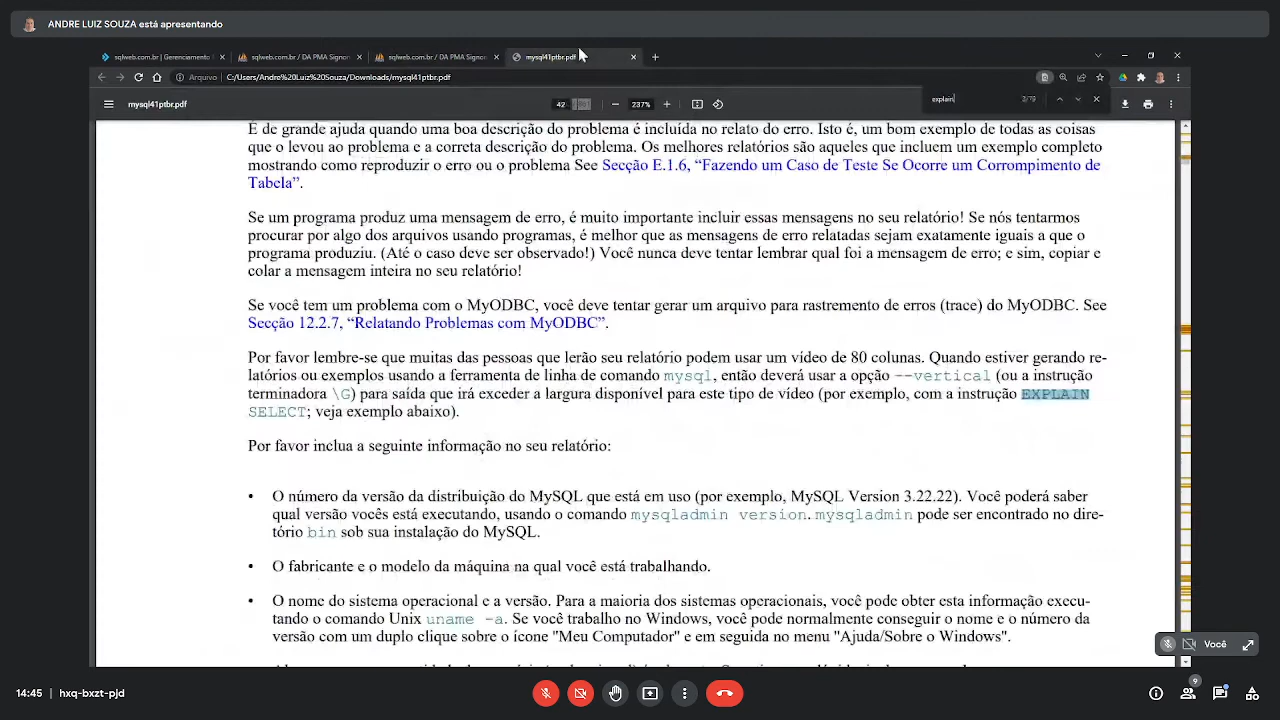 ANDRE LUIZ SOUZA está apresentando
sqlweb.com.br | Gerenciamento
sqlweb.com.br / DA PMA Signon
sqlweb.com.br / DA PMA Signon
mysql41ptbr.pdf
Arquivo C:/Users/Andre%20Luiz%20Souza/Downloads/mysql41ptbr.pdf
mysql41ptbr.pdf
42
237%
explain
É de grande ajuda quando uma boa descrição do problema é incluída no relato do erro. Isto é, um bom exemplo de todas as coisas
que o levou ao problema e a correta descrição do problema. Os melhores relatórios são aqueles que incluem um exemplo completo
mostrando como reproduzir o erro ou o problema See Secção E.1.6, “Fazendo um Caso de Teste Se Ocorre um Corrompimento de
Tabela”.
Se um programa produz uma mensagem de erro, é muito importante incluir essas mensagens no seu relatório! Se nós tentarmos
procurar por algo dos arquivos usando programas, é melhor que as mensagens de erro relatadas sejam exatamente iguais a que o
programa produziu. (Até o caso deve ser observado!) Você nunca deve tentar lembrar qual foi a mensagem de erro; e sim, copiar e
colar a mensagem inteira no seu relatório!
Se você tem um problema com o MyODBC, você deve tentar gerar um arquivo para rastremento de erros (trace) do MyODBC. See
Secção 12.2.7, “Relatando Problemas com MyODBC”.
Por favor lembre-se que muitas das pessoas que lerão seu relatório podem usar um vídeo de 80 colunas. Quando estiver gerando re-
latórios ou exemplos usando a ferramenta de linha de comando mysql, então deverá usar a opção --vertical (ou a instrução
terminadora \G) para saída que irá exceder a largura disponível para este tipo de vídeo (por exemplo, com a instrução EXPLAIN
SELECT; veja exemplo abaixo).
Por favor inclua a seguinte informação no seu relatório:
• O número da versão da distribuição do MySQL que está em uso (por exemplo, MySQL Version 3.22.22). Você poderá saber
qual versão vocês está executando, usando o comando mysqladmin version. mysqladmin pode ser encontrado no dire-
tório bin sob sua instalação do MySQL.
• O fabricante e o modelo da máquina na qual você está trabalhando.
• O nome do sistema operacional e a versão. Para a maioria dos sistemas operacionais, você pode obter esta informação execu-
tando o comando Unix uname -a. Se você trabalho no Windows, você pode normalmente conseguir o nome e o número da
versão com um duplo clique sobre o ícone "Meu Computador" e em seguida no menu "Ajuda/Sobre o Windows".
Você
14:45 | hxq-bxzt-pjd
9